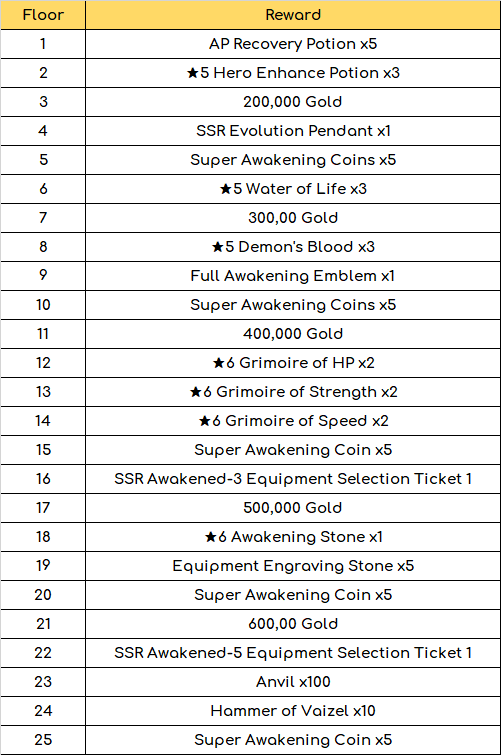 Floor Reward
1 AP Recovery Potion x5
2 ★5 Hero Enhance Potion x3
3 200,000 Gold
4 SSR Evolution Pendant x1
5 Super Awakening Coins x5
6 ★5 Water of Life x3
7 300,00 Gold
8 ★5 Demon's Blood x3
9 Full Awakening Emblem x1
10 Super Awakening Coins x5
11 400,000 Gold
12 ★6 Grimoire of HP x2
13 ★6 Grimoire of Strength x2
14 ★6 Grimoire of Speed x2
15 Super Awakening Coin x5
16 SSR Awakened-3 Equipment Selection Ticket 1
17 500,000 Gold
18 ★6 Awakening Stone x1
19 Equipment Engraving Stone x5
20 Super Awakening Coin x5
21 600,00 Gold
22 SSR Awakened-5 Equipment Selection Ticket 1
23 Anvil x100
24 Hammer of Vaizel x10
25 Super Awakening Coin x5